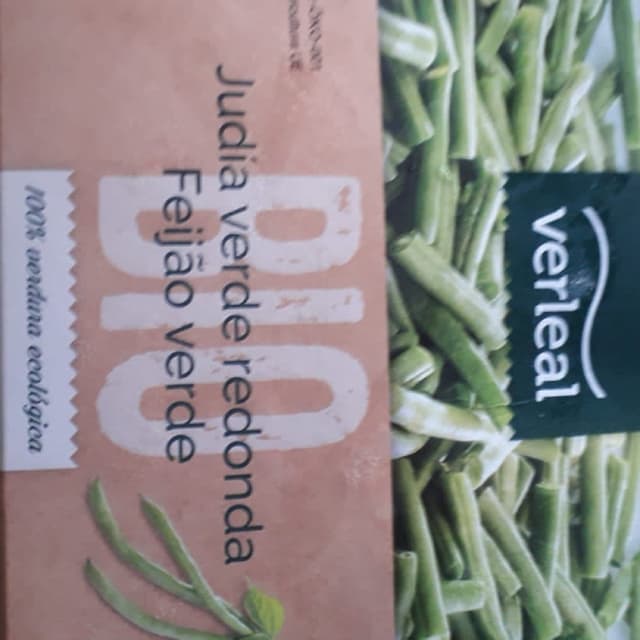 verleal
BIO
Judia verde redonda
Feijão verde
100% verdura ecológica